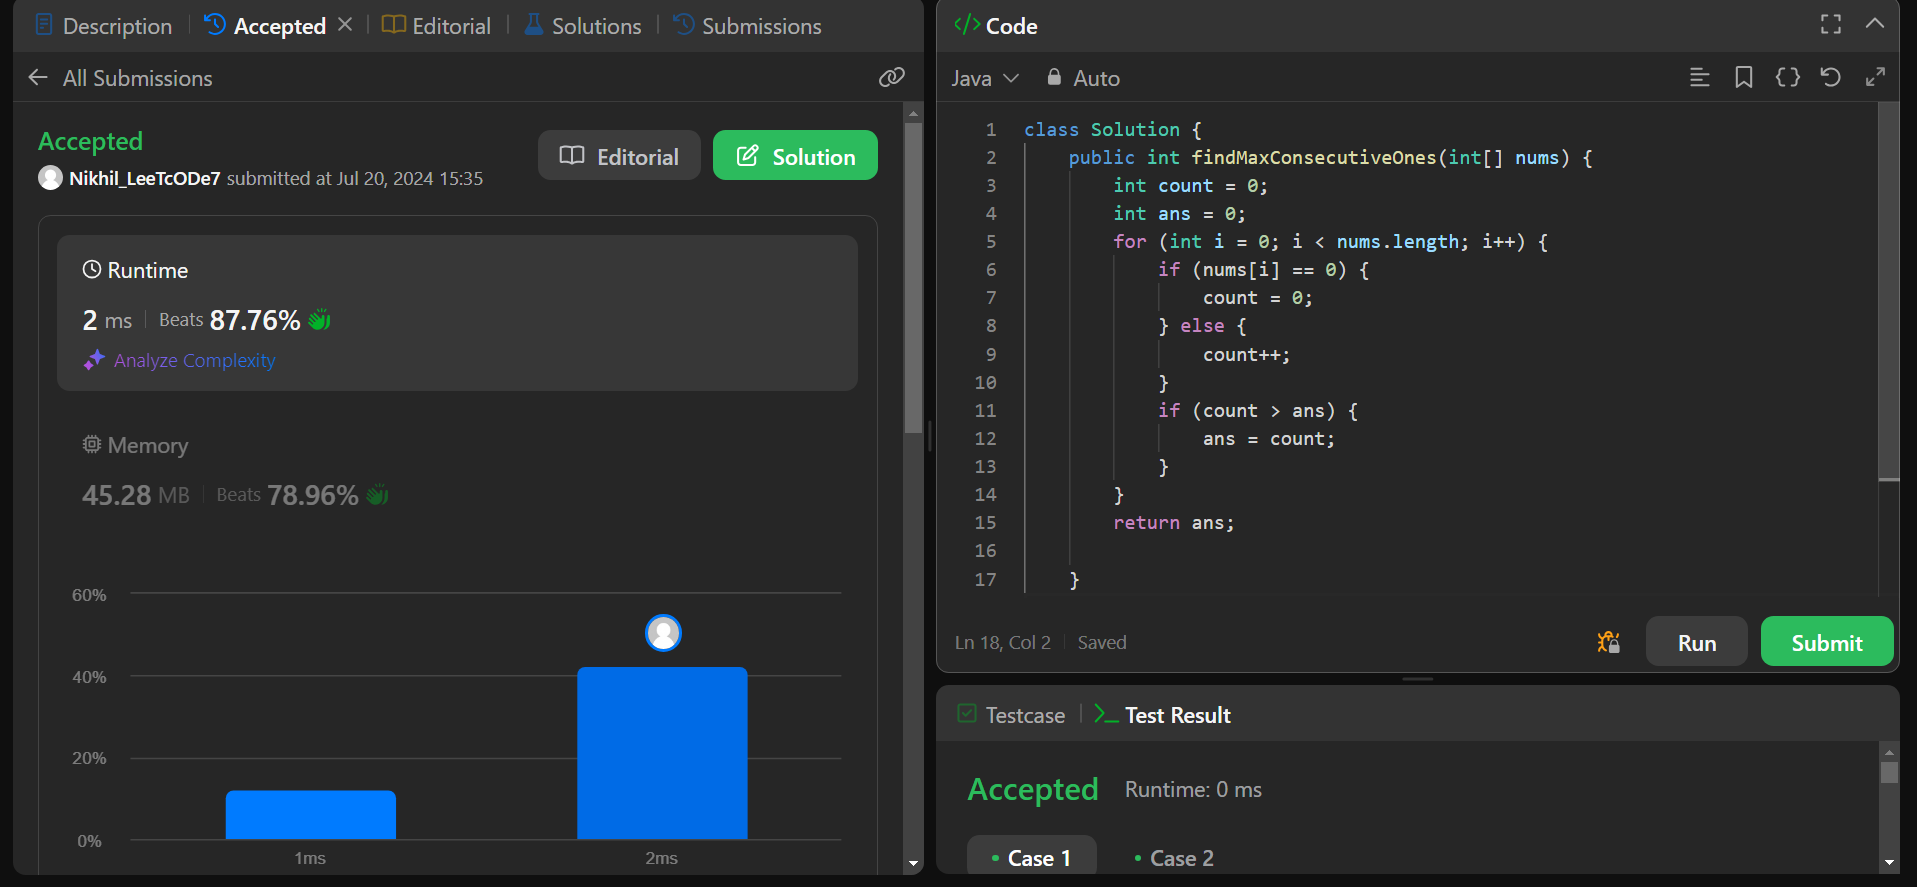 Description Accepted Editorial Solutions Submissions
All Submissions
Accepted
Nikhil_LeeTcODe7 submitted at Jul 20, 2024 15:35
Editorial
Solution
Runtime
2 ms Beats 87.76%
Analyze Complexity
Memory
45.28 MB Beats 78.96%
60%
40%
20%
0%
1ms 2ms
Code
Java Auto
1 class Solution {
2     public int findMaxConsecutiveOnes(int[] nums) {
3         int count = 0;
4         int ans = 0;
5         for (int i = 0; i < nums.length; i++) {
6             if (nums[i] == 0) {
7                 count = 0;
8             } else {
9                 count++;
10             }
11             if (count > ans) {
12                 ans = count;
13             }
14         }
15         return ans;
16
17     }
Ln 18, Col 2 Saved
Run Submit
Testcase Test Result
Accepted Runtime: 0 ms
• Case 1 • Case 2